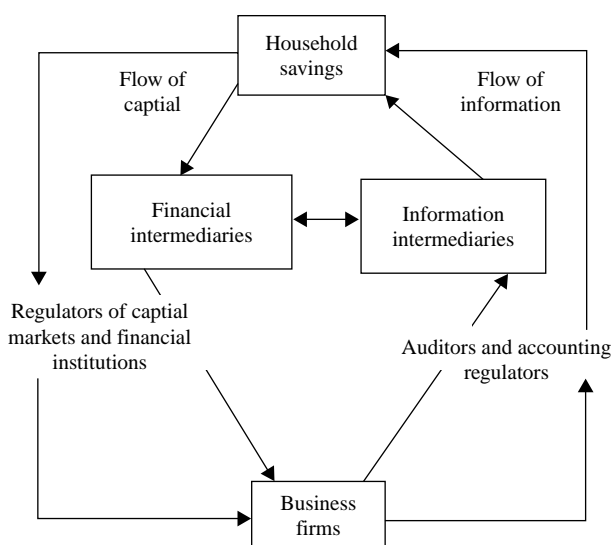 Household
savings
Flow of
captial
Flow of
information
Financial
intermediaries
Information
intermediaries
Regulators of captial
markets and financial
institutions
Auditors and accounting
regulators
Business
firms